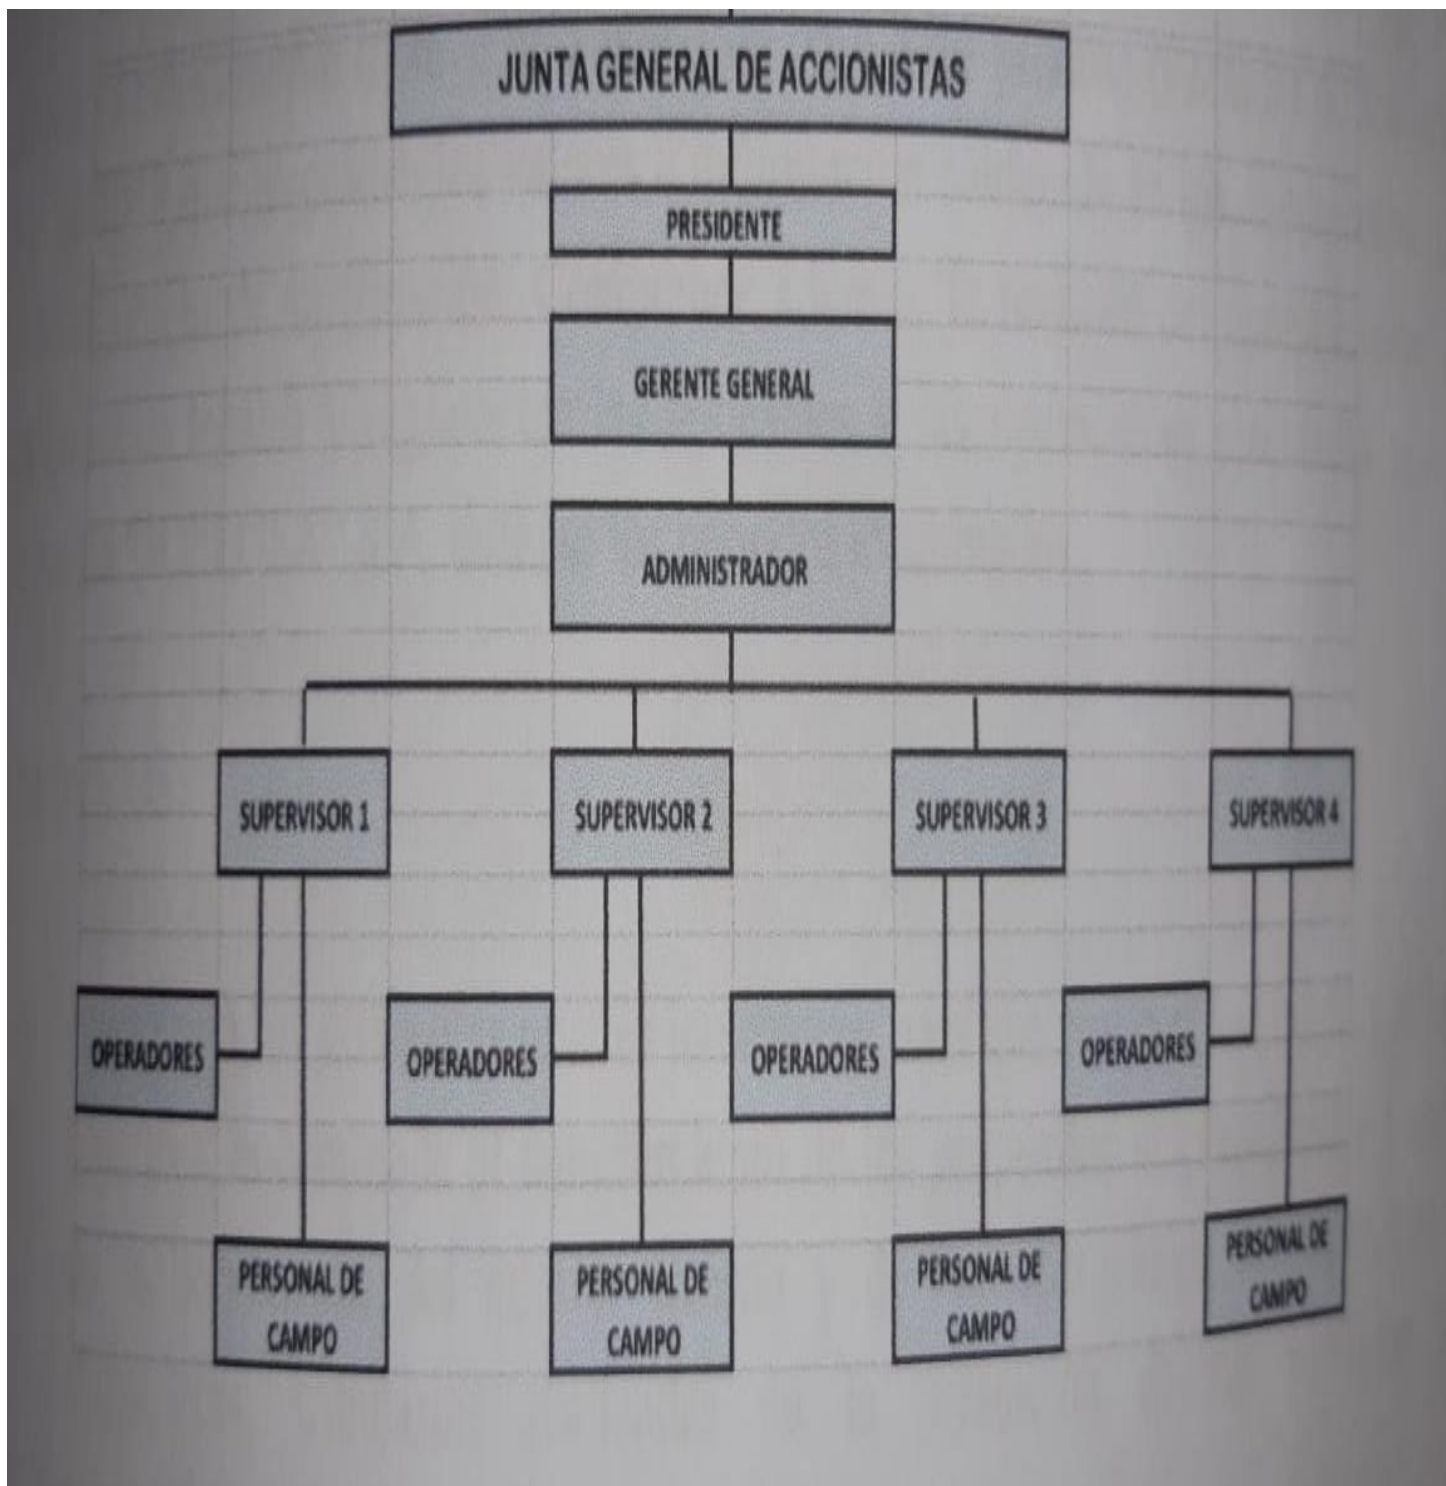 JUNTA GENERAL DE ACCIONISTAS
PRESIDENTE
GERENTE GENERAL
ADMINISTRADOR
SUPERVISOR 1
SUPERVISOR 2
SUPERVISOR 3
SUPERVISOR 4
OPERADORES
OPERADORES
OPERADORES
OPERADORES
PERSONAL DE
CAMPO
PERSONAL DE
CAMPO
PERSONAL DE
CAMPO
PERSONAL DE
CAMPO